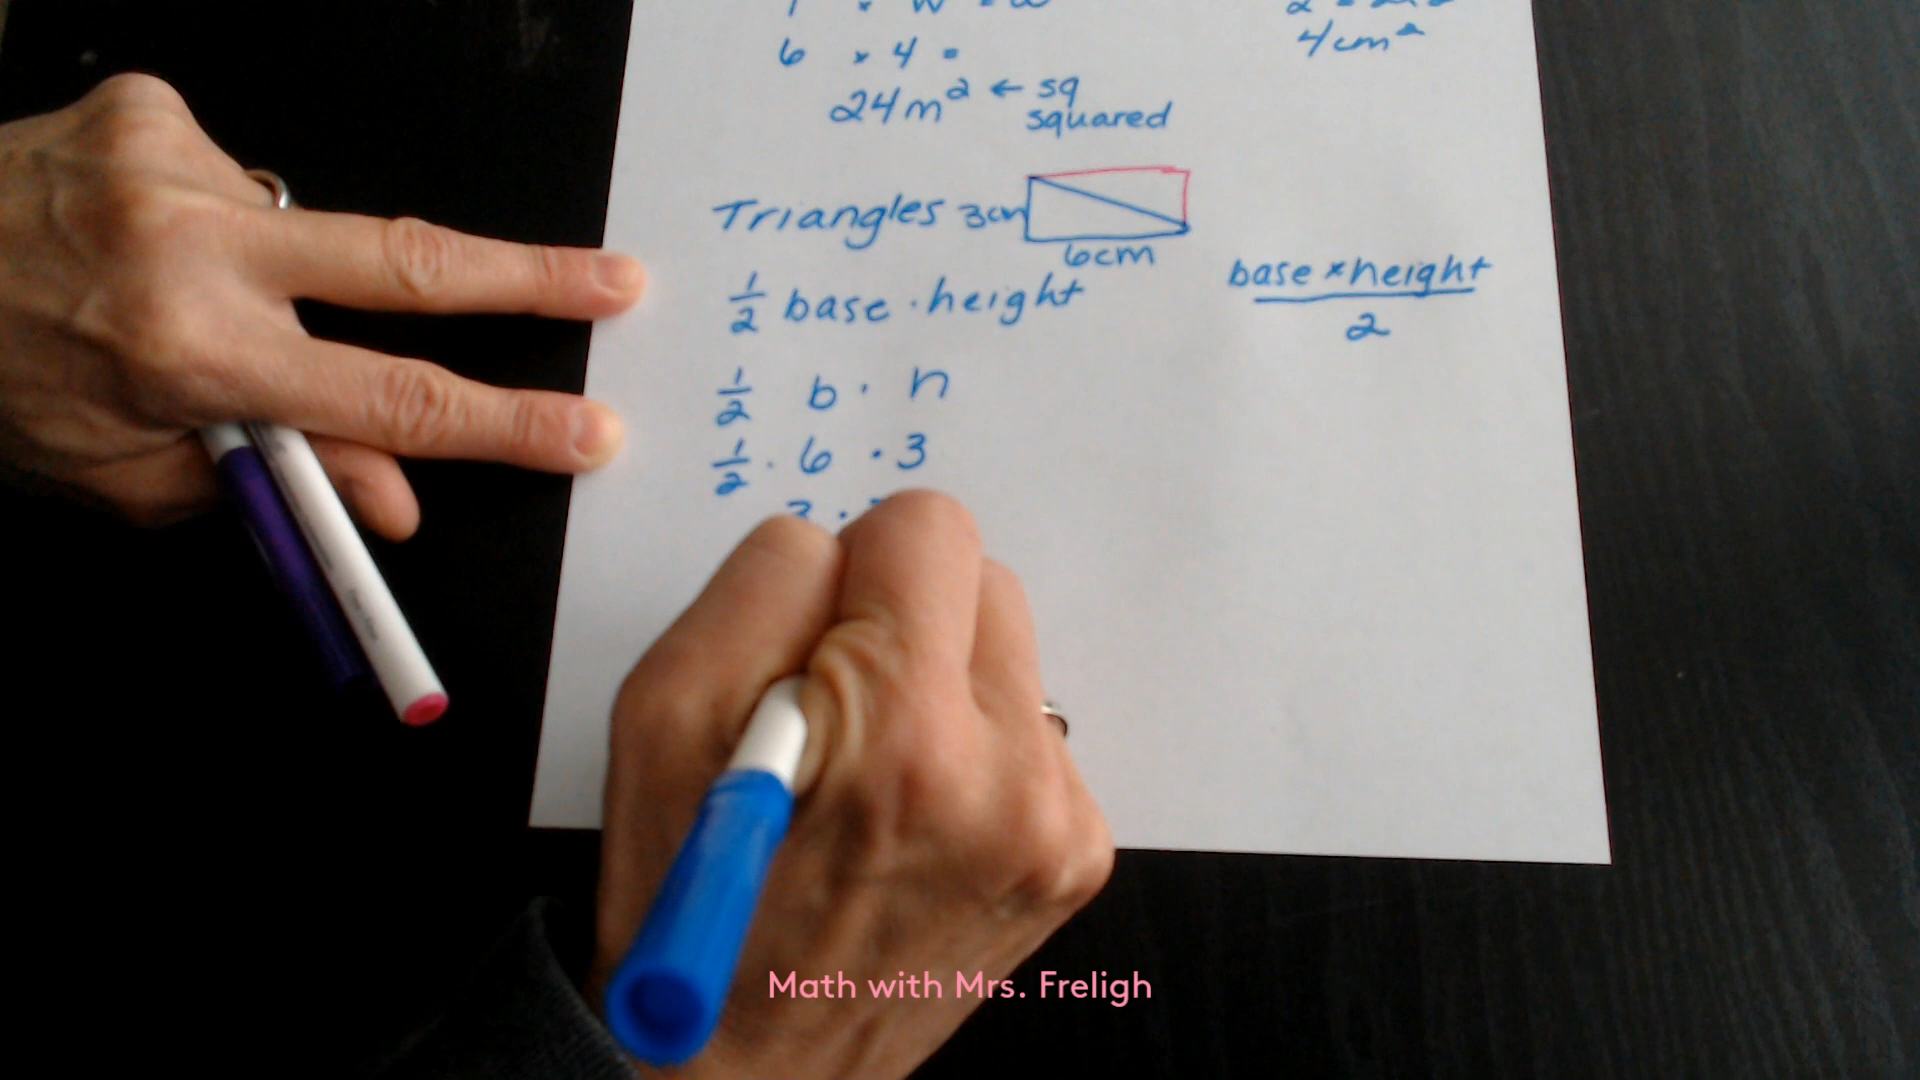 6 × 4 =
4cm²
24m² ← sq
squared
Triangles 3cm
6cm
1/2 base · height
base × height
2
1/2 b · h
1/2 · 6 · 3
Math with Mrs. Freligh